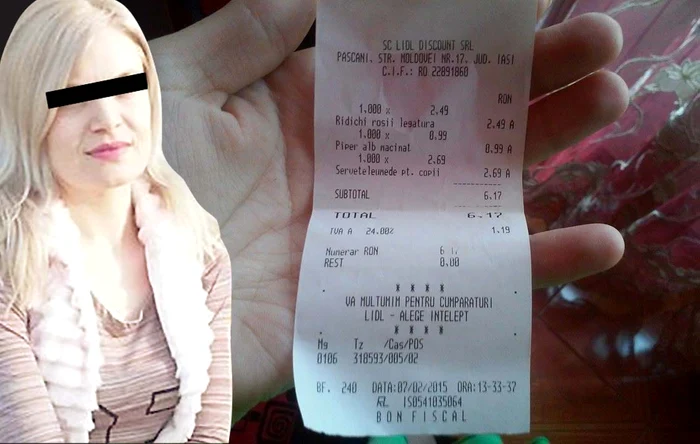 SC LIDL DISCOUNT SRL
PASCANI, STR. MOLDOVEI NR.17, JUD. IASI
C.I.F.: RO 22891860
RON
1.000 x 2.49
Ridichi rosii legatura 2.49 A
1.000 x 0.99
Piper alb macinat 0.99 A
1.000 x 2.69
Servetele pt. copii 2.69 A
SUBTOTAL 6.17
TOTAL 6.17
TVA A 24.00% 1.19
Numerar RON
REST 0.00
* * * *
VA MULTUMIM PENTRU CUMPARATURI
LIDL - ALEGE INTELEPT
* * * *
Mg Tz /Cas/POS
0106 310593/005/02
BF. 240 DATA:07/02/2015 ORA:13-33-37
RL IS0541035064
BON FISCAL